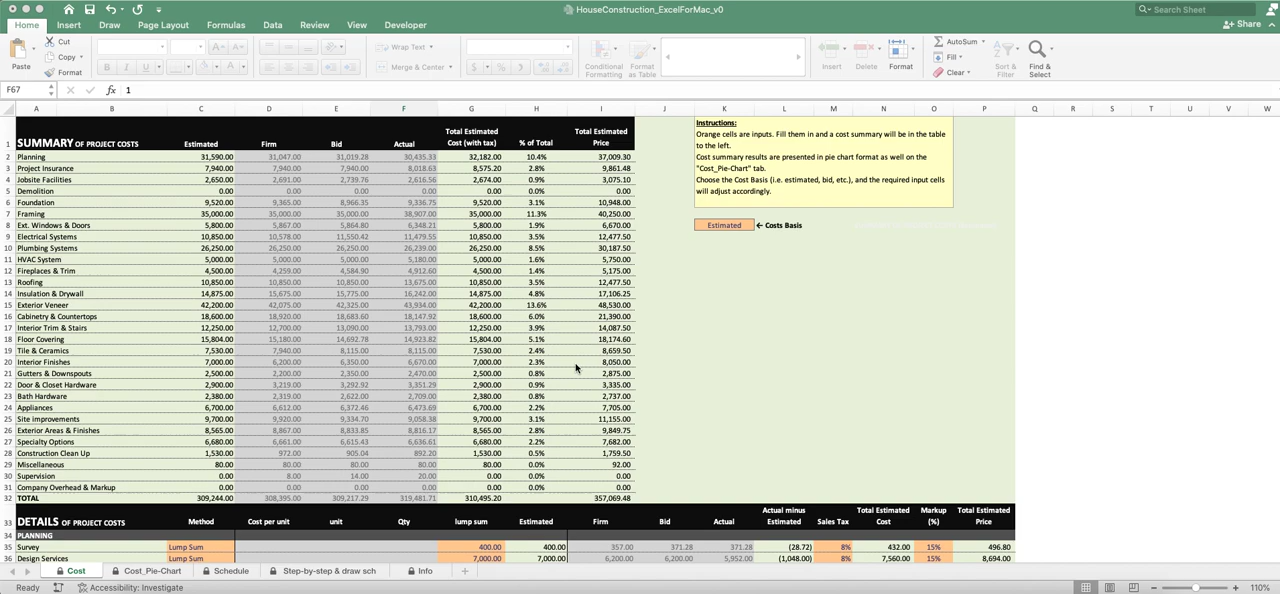 HouseConstruction_ExcelForMac_v0
Search Sheet
Home Insert Draw Page Layout Formulas Data Review View Developer
Share
Paste Cut Copy Format
Wrap Text Merge & Center
Conditional Formatting Format as Table
Insert Delete Format
AutoSum Fill Clear
Sort & Filter Find & Select
F67 fx 1
A B C D E F G H I J K L M N O P Q R S T U V W
1 SUMMARY OF PROJECT COSTS Estimated Firm Bid Actual Total Estimated Cost (with tax) % of Total Total Estimated Price
2 Planning 31,590.00 31,047.00 31,019.28 30,435.33 32,182.00 10.4% 37,009.30
3 Project Insurance 7,940.00 7,940.00 7,940.00 8,018.63 8,575.20 2.8% 9,861.48
4 Jobsite Facilities 2,650.00 2,691.00 2,739.76 2,616.56 2,674.00 0.9% 3,075.10
5 Demolition 0.00 0.00 0.00 0.00 0.00 0.0% 0.00
6 Foundation 9,520.00 9,365.00 8,966.35 9,336.75 9,520.00 3.1% 10,948.00
7 Framing 35,000.00 35,000.00 35,000.00 38,907.00 35,000.00 11.3% 40,250.00
8 Ext. Windows & Doors 5,800.00 5,867.00 5,864.80 6,348.21 5,800.00 1.9% 6,670.00
9 Electrical Systems 10,850.00 10,578.00 11,550.42 11,479.55 10,850.00 3.5% 12,477.50
10 Plumbing Systems 26,250.00 26,250.00 26,250.00 26,239.00 26,250.00 8.5% 30,187.50
11 HVAC System 5,000.00 5,000.00 5,000.00 5,180.00 5,000.00 1.6% 5,750.00
12 Fireplaces & Trim 4,500.00 4,259.00 4,584.90 4,912.60 4,500.00 1.4% 5,175.00
13 Roofing 10,850.00 10,850.00 10,850.00 13,675.00 10,850.00 3.5% 12,477.50
14 Insulation & Drywall 14,875.00 15,675.00 15,775.00 16,242.00 14,875.00 4.8% 17,106.25
15 Exterior Veneer 42,200.00 42,075.00 42,325.00 43,934.00 42,200.00 13.6% 48,530.00
16 Cabinetry & Countertops 18,600.00 18,920.00 18,683.60 18,147.92 18,600.00 6.0% 21,390.00
17 Interior Trim & Stairs 12,250.00 12,700.00 13,090.00 13,793.00 12,250.00 3.9% 14,087.50
18 Floor Covering 15,804.00 15,180.00 14,692.78 14,923.82 15,804.00 5.1% 18,174.60
19 Tile & Ceramics 7,530.00 7,940.00 8,115.00 8,115.00 7,530.00 2.4% 8,659.50
20 Interior Finishes 7,000.00 6,200.00 6,350.00 6,670.00 7,000.00 2.3% 8,050.00
21 Gutters & Downspouts 2,500.00 2,200.00 2,350.00 2,470.00 2,500.00 0.8% 2,875.00
22 Door & Closet Hardware 2,900.00 3,219.00 3,292.92 3,351.29 2,900.00 0.9% 3,335.00
23 Bath Hardware 2,380.00 2,319.00 2,622.00 2,709.00 2,380.00 0.8% 2,737.00
24 Appliances 6,700.00 6,612.00 6,372.46 6,473.69 6,700.00 2.2% 7,705.00
25 Site improvements 9,700.00 9,920.00 9,334.70 9,058.38 9,700.00 3.1% 11,155.00
26 Exterior Areas & Finishes 8,565.00 8,867.00 8,833.85 8,816.17 8,565.00 2.8% 9,849.75
27 Specialty Options 6,680.00 6,661.00 6,615.43 6,636.61 6,680.00 2.2% 7,682.00
28 Construction Clean Up 1,530.00 972.00 905.04 892.20 1,530.00 0.5% 1,759.50
29 Miscellaneous 80.00 80.00 80.00 80.00 80.00 0.0% 92.00
30 Supervision 0.00 8.00 14.00 20.00 0.00 0.0% 0.00
31 Company Overhead & Markup 0.00 0.00 0.00 0.00 0.00 0.0% 0.00
32 TOTAL 309,244.00 308,395.00 309,217.29 319,481.71 310,495.20 357,069.48
Instructions:
Orange cells are inputs. Fill them in and a cost summary will be in the table
to the left.
Cost summary results are presented in pie chart format as well on the
"Cost_Pie-Chart" tab.
Choose the Cost Basis (i.e. estimated, bid, etc.), and the required input cells
will adjust accordingly.
Estimated ← Costs Basis
33 DETAILS OF PROJECT COSTS Method Cost per unit unit Qty lump sum Estimated Firm Bid Actual Actual minus Estimated Sales Tax Total Estimated Cost Markup (%) Total Estimated Price
34 PLANNING
35 Survey Lump Sum 400.00 400.00 357.00 371.28 371.28 (28.72) 8% 432.00 15% 496.80
36 Design Services Lump Sum 7,000.00 7,000.00 6,200.00 6,200.00 5,952.00 (1,048.00) 8% 7,560.00 15% 8,694.00
Cost Cost_Pie-Chart Schedule Step-by-step & draw sch Info
Ready Accessibility: Investigate 110%